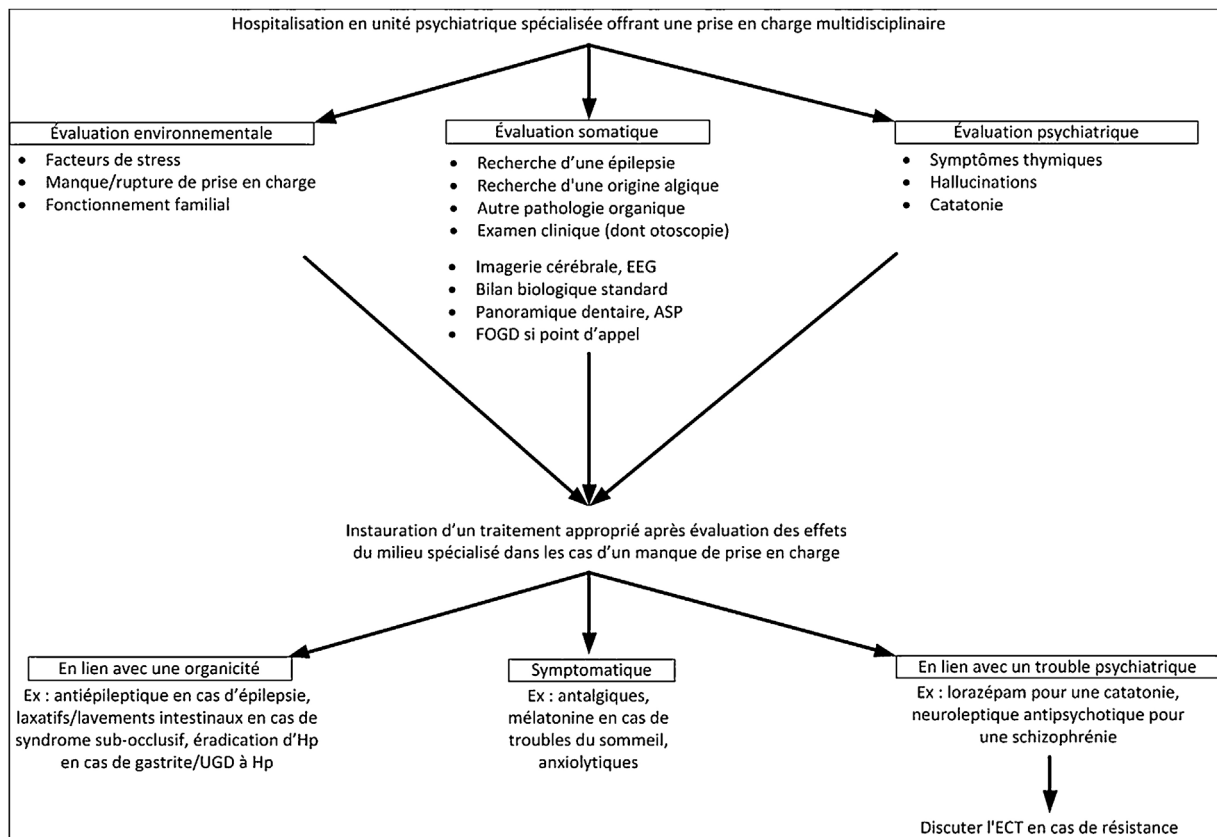 Hospitalisation en unité psychiatrique spécialisée offrant une prise en charge multidisciplinaire
Évaluation environnementale
• Facteurs de stress
• Manque/rupture de prise en charge
• Fonctionnement familial
Évaluation somatique
• Recherche d’une épilepsie
• Recherche d'une origine algique
• Autre pathologie organique
• Examen clinique (dont otoscopie)
• Imagerie cérébrale, EEG
• Bilan biologique standard
• Panoramique dentaire, ASP
• FOGD si point d’appel
Évaluation psychiatrique
• Symptômes thymiques
• Hallucinations
• Catatonie
Instauration d’un traitement approprié après évaluation des effets
du milieu spécialisé dans les cas d’un manque de prise en charge
En lien avec une organicité
Ex : antiépileptique en cas d’épilepsie,
laxatifs/lavements intestinaux en cas de
syndrome sub-occlusif, éradication d’Hp
en cas de gastrite/UGD à Hp
Symptomatique
Ex : antalgiques,
mélatonine en cas de
troubles du sommeil,
anxiolytiques
En lien avec un trouble psychiatrique
Ex : lorazépam pour une catatonie,
neuroleptique antipsychotique pour
une schizophrénie
Discuter l'ECT en cas de résistance